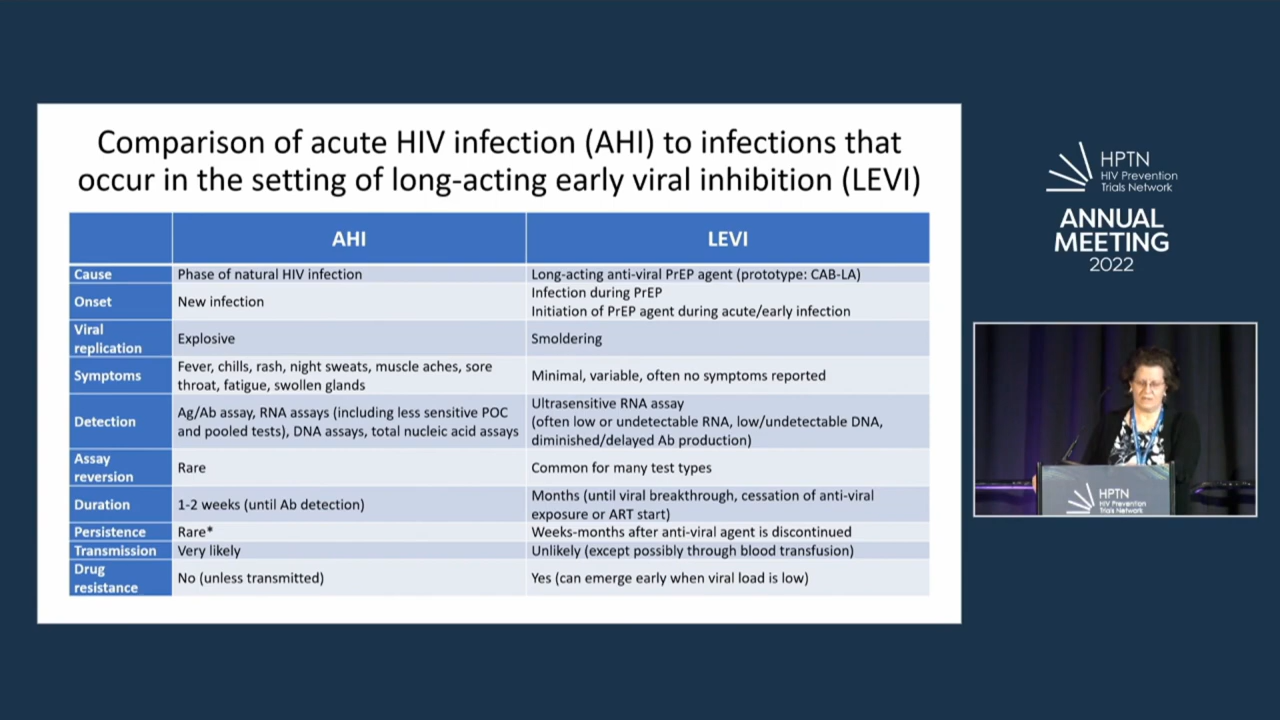 Comparison of acute HIV infection (AHI) to infections that
occur in the setting of long-acting early viral inhibition (LEVI)
AHI
LEVI
Cause
Phase of natural HIV infection
Long-acting anti-viral PrEP agent (prototype: CAB-LA)
Onset
New infection
Infection during PrEP
Initiation of PrEP agent during acute/early infection
Viral
replication
Explosive
Smoldering
Symptoms
Fever, chills, rash, night sweats, muscle aches, sore
throat, fatigue, swollen glands
Minimal, variable, often no symptoms reported
Detection
Ag/Ab assay, RNA assays (including less sensitive POC
and pooled tests), DNA assays, total nucleic acid assays
Ultrasensitive RNA assay
(often low or undetectable RNA, low/undetectable DNA,
diminished/delayed Ab production)
Assay
reversion
Rare
Common for many test types
Duration
1-2 weeks (until Ab detection)
Months (until viral breakthrough, cessation of anti-viral
exposure or ART start)
Persistence
Rare*
Weeks-months after anti-viral agent is discontinued
Transmission
Very likely
Unlikely (except possibly through blood transfusion)
Drug
resistance
No (unless transmitted)
Yes (can emerge early when viral load is low)
HPTN
HIV Prevention
Trials Network
ANNUAL
MEETING
2022
HPTN
HIV Prevention
Trials Network